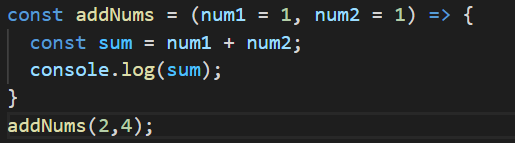 const addNums = (num1 = 1, num2 = 1) => {
  const sum = num1 + num2;
  console.log(sum);
}
addNums(2,4);